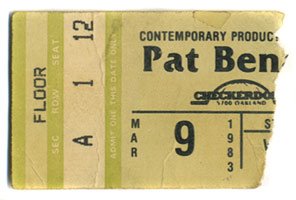 FLOOR
SEC ROW SEAT
A 1 12
ADMIT ONE THIS DATE ONLY
CONTEMPORARY PRODUC
Pat Ben
CHECKERDO
5700 OAKLAND
MAR 9 1983